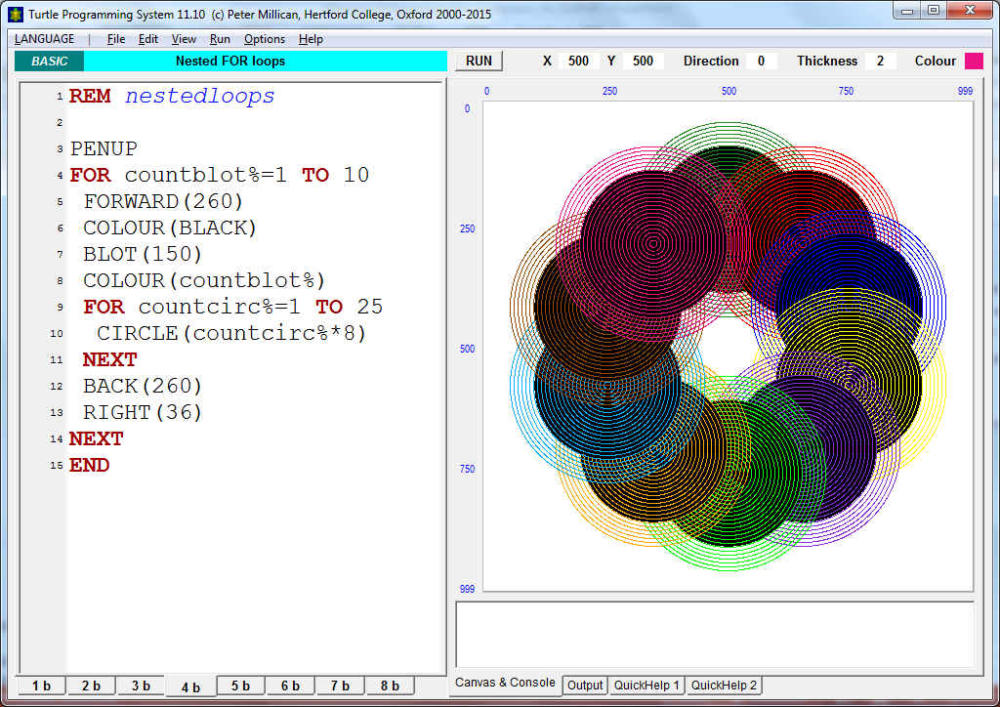 Turtle Programming System 11.10 (c) Peter Millican, Hertford College, Oxford 2000-2015
LANGUAGE | File Edit View Run Options Help
BASIC Nested FOR loops
RUN X 500 Y 500 Direction 0 Thickness 2 Colour
1 REM nestedloops
2
3 PENUP
4 FOR countblot%=1 TO 10
5 FORWARD(260)
6 COLOUR(BLACK)
7 BLOT(150)
8 COLOUR(countblot%)
9 FOR countcirc%=1 TO 25
10 CIRCLE(countcirc%*8)
11 NEXT
12 BACK(260)
13 RIGHT(36)
14 NEXT
15 END
0 250 500 750 999
0
250
500
750
999
1 b 2 b 3 b 4 b 5 b 6 b 7 b 8 b
Canvas & Console Output QuickHelp 1 QuickHelp 2